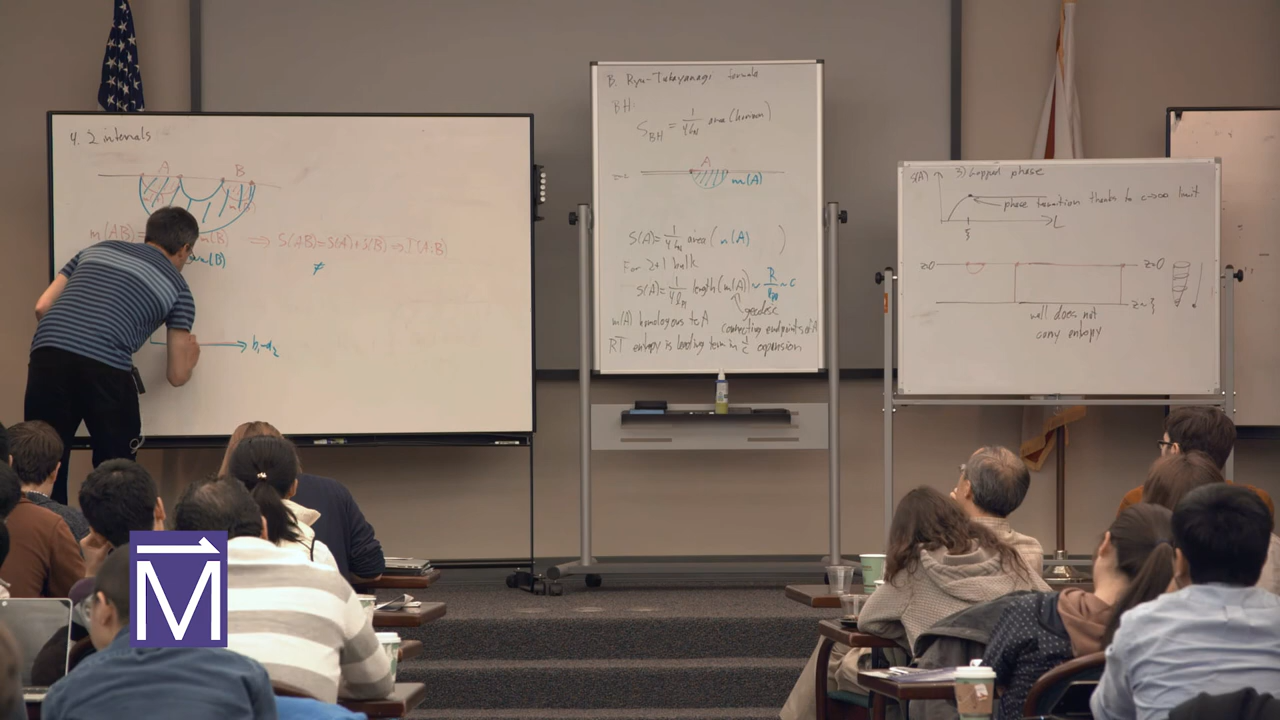 4. 2 intervals
A B
m(AB)= m(B) ⇒ S(AB)=S(A)+S(B) ⇒ I(A:B)
≠
m(B)
b₁-a₂
B. Ryu-Takayanagi formula
BH:
S_BH = 1/4G_N area (horizon)
A
m(A)
S(A)= 1/4G_N area ( m(A) )
For 2+1 bulk
S(A)= 1/4G_N length (m(A)) ~ R/ℓ_Pl ~ c
geodesic
m(A) homologous to A connecting endpoints of A
RT entropy is leading term in 1/c expansion
S(A) 3) Gapped phase
phase transition thanks to c→∞ limit
ξ L
z=0 z=0
z~ξ
wall does not
carry entropy
M